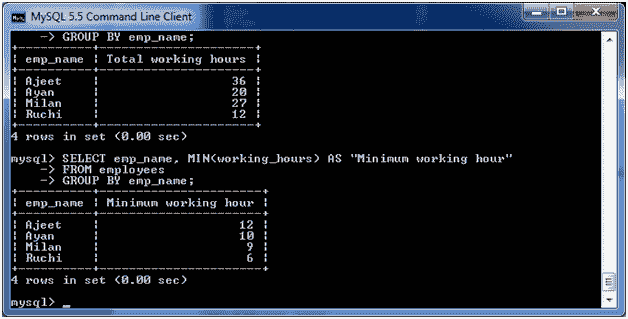 MySQL 5.5 Command Line Client
-> GROUP BY emp_name;
+----------+---------------------+
| emp_name | Total working hours |
+----------+---------------------+
| Ajeet | 36 |
| Ayan | 20 |
| Milan | 27 |
| Ruchi | 12 |
+----------+---------------------+
4 rows in set (0.00 sec)
mysql> SELECT emp_name, MIN(working_hours) AS "Minimum working hour"
-> FROM employees
-> GROUP BY emp_name;
+----------+----------------------+
| emp_name | Minimum working hour |
+----------+----------------------+
| Ajeet | 12 |
| Ayan | 10 |
| Milan | 9 |
| Ruchi | 6 |
+----------+----------------------+
4 rows in set (0.00 sec)
mysql> _